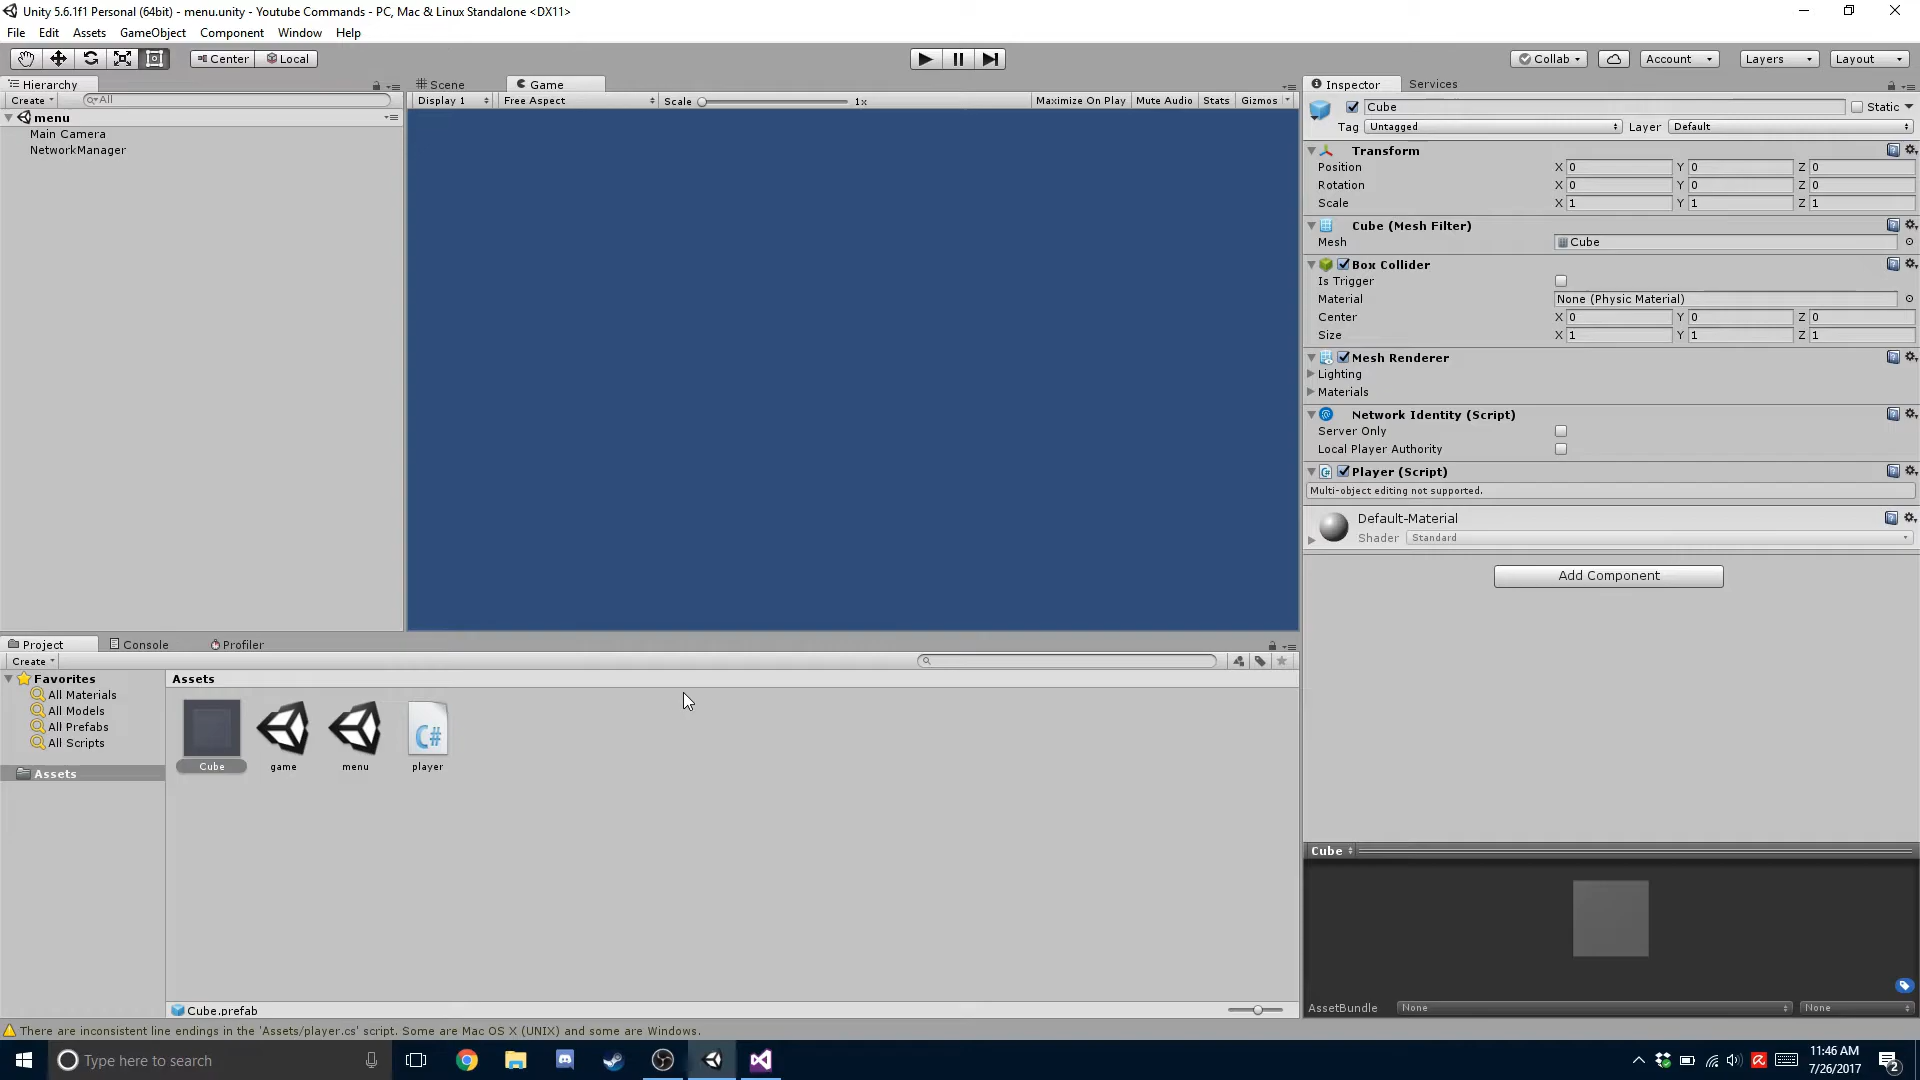 Unity 5.6.1f1 Personal (64bit) - menu.unity - Youtube Commands - PC, Mac & Linux Standalone <DX11>
File Edit Assets GameObject Component Window Help
Center Local Collab Account Layers Layout
Hierarchy
Create All
menu
Main Camera
NetworkManager
Scene Game
Display 1 Free Aspect Scale 1x Maximize On Play Mute Audio Stats Gizmos
Inspector Services
Cube Static
Tag Untagged Layer Default
Transform
Position X 0 Y 0 Z 0
Rotation X 0 Y 0 Z 0
Scale X 1 Y 1 Z 1
Cube (Mesh Filter)
Mesh Cube
Box Collider
Is Trigger
Material None (Physic Material)
Center X 0 Y 0 Z 0
Size X 1 Y 1 Z 1
Mesh Renderer
Lighting
Materials
Network Identity (Script)
Server Only
Local Player Authority
Player (Script)
Multi-object editing not supported.
Default-Material
Shader Standard
Add Component
Project Console Profiler
Create
Favorites
All Materials
All Models
All Prefabs
All Scripts
Assets
Assets
Cube game menu player
C#
Cube.prefab
Cube
AssetBundle None None
There are inconsistent line endings in the 'Assets/player.cs' script. Some are Mac OS X (UNIX) and some are Windows.
Type here to search
11:46 AM
7/26/2017
2